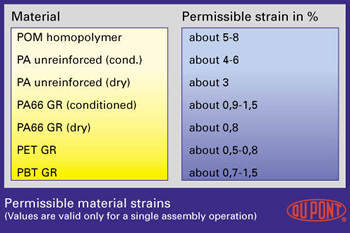 Material Permissible strain in %
POM homopolymer about 5-8
PA unreinforced (cond.) about 4-6
PA unreinforced (dry) about 3
PA66 GR (conditioned) about 0,9-1,5
PA66 GR (dry) about 0,8
PET GR about 0,5-0,8
PBT GR about 0,7-1,5
Permissible material strains
(Values are valid only for a single assembly operation)
DU PONT